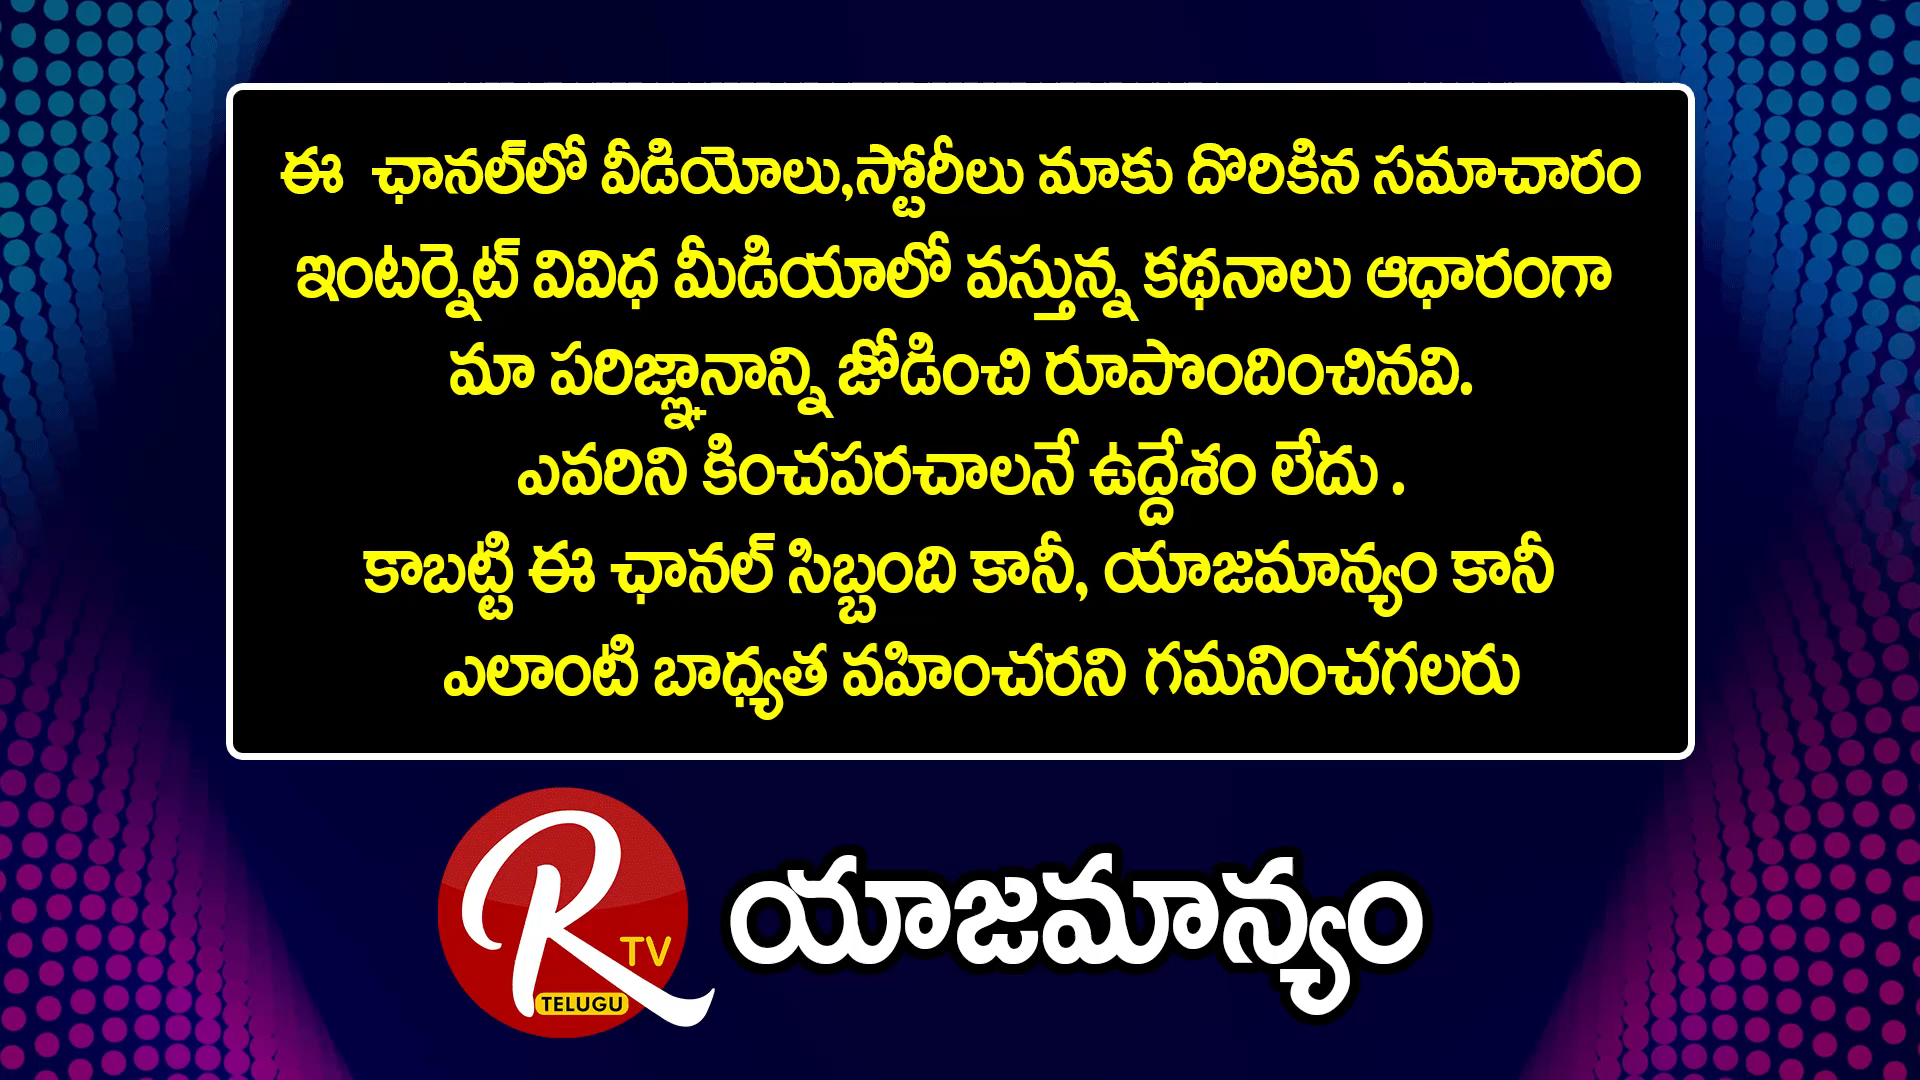 ఈ ఛానల్‌లో వీడియోలు,స్టోరీలు మాకు దొరికిన సమాచారం
ఇంటర్నెట్ వివిధ మీడియాలో వస్తున్న కథనాలు ఆధారంగా
మా పరిజ్ఞానాన్ని జోడించి రూపొందించినవి.
ఎవరిని కించపరచాలనే ఉద్దేశం లేదు .
కాబట్టి ఈ ఛానల్ సిబ్బంది కానీ, యాజమాన్యం కానీ
ఎలాంటి బాధ్యత వహించరని గమనించగలరు
R TV
TELUGU
యాజమాన్యం